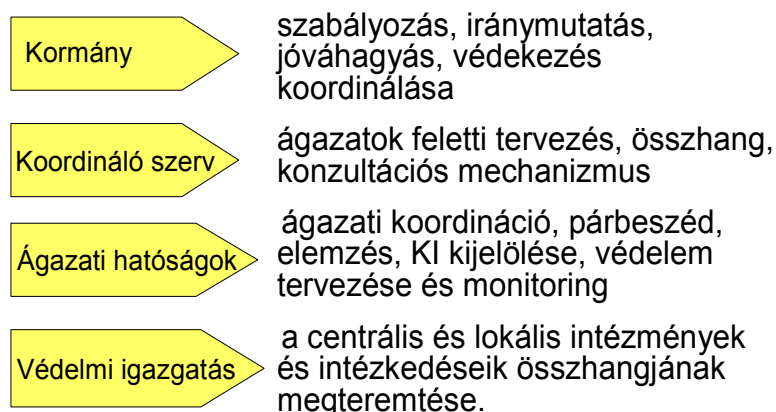 Kormány
szabályozás, iránymutatás,
jóváhagyás, védekezés
koordinálása
Koordináló szerv
ágazatok feletti tervezés, összhang,
konzultációs mechanizmus
Ágazati hatóságok
ágazati koordináció, párbeszéd,
elemzés, KI kijelölése, védelem
tervezése és monitoring
Védelmi igazgatás
a centrális és lokális intézmények
és intézkedéseik összhangjának
megteremtése.